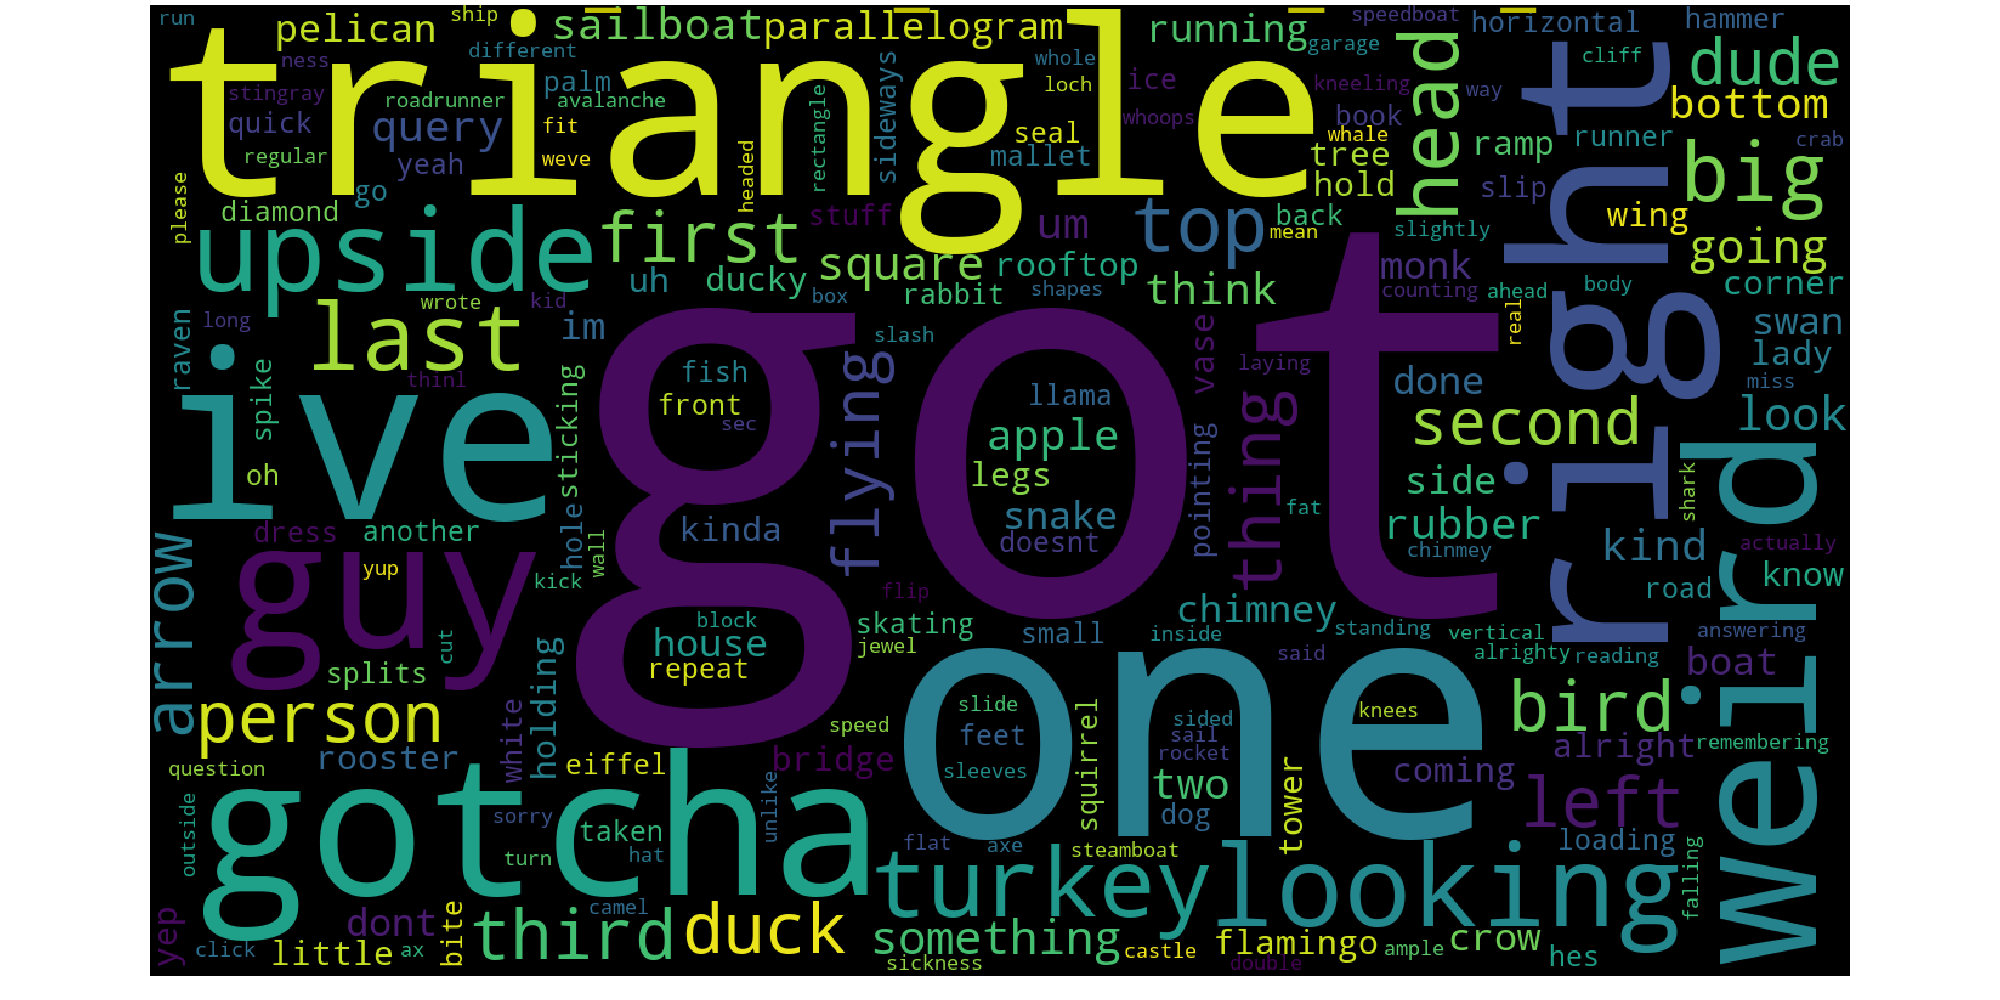 run
ship
pelican
different
ness
sailboat
parallelogram
running
speedboat
garage
horizontal
hammer
cliff
dude
triangle
whole
loch
ice
kneeling
way
head
bottom
stingray
roadrunner
palm
avalanche
sideways
whoops
book
right
quick
query
fit
seal
mallet
whale
tree
ramp
runner
crab
regular
yeah
weve
rectangle
hold
slip
big
please
go
headed
diamond
stuff
um
top
back
mean
slightly
wing
going
upside
first
square
rooftop
monk
corner
uh
ducky
box
rabbit
shapes
think
counting
ahead
body
wrote
kid
long
last
im
slash
real
swan
lady
raven
thinl
fish
front
sec
flying
llama
vase
laying
done
miss
look
ive
spike
oh
holesticking
got
apple
legs
pointing
thing
second
side
shark
weird
dress
another
kinda
snake
doesnt
fat
rubber
chinmey
kind
actually
arrow
guy
yup
wall
kick
flip
road
know
block
house
repeat
skating
jewel
small
chimney
inside
standing
said
vertical
alrighty
answering
reading
boat
cut
splits
holding
one
person
white
speed
slide
feet
sleeves
squirrel
sided
sail
rocket
knees
bird
alright
remembering
rooster
eiffel
bridge
two
tower
coming
left
question
gotcha
sorry
unlike
dog
outside
taken
hat
turn
flat
axe
steamboat
loading
turkey
looking
falling
yep
dont
bite
camel
third
duck
something
castle
flamingo
ample
crow
click
little
ax
sickness
double
hes